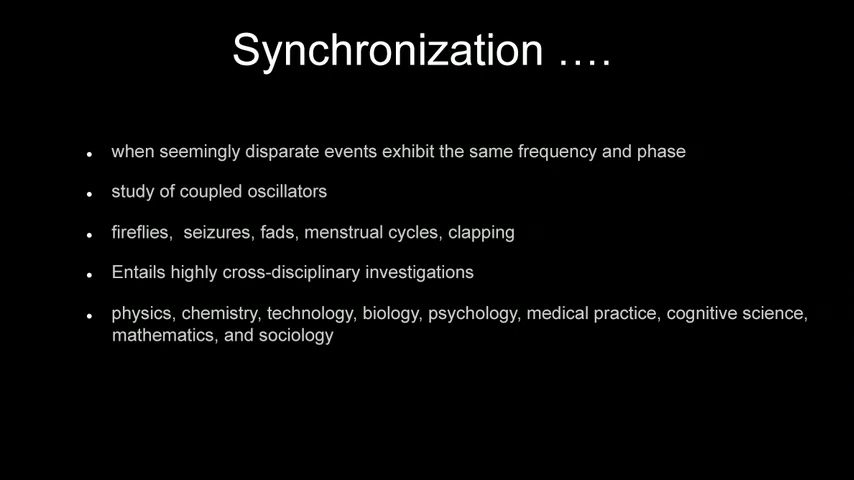 Synchronization ….
• when seemingly disparate events exhibit the same frequency and phase
• study of coupled oscillators
• fireflies,  seizures, fads, menstrual cycles, clapping
• Entails highly cross-disciplinary investigations
• physics, chemistry, technology, biology, psychology, medical practice, cognitive science,
mathematics, and sociology